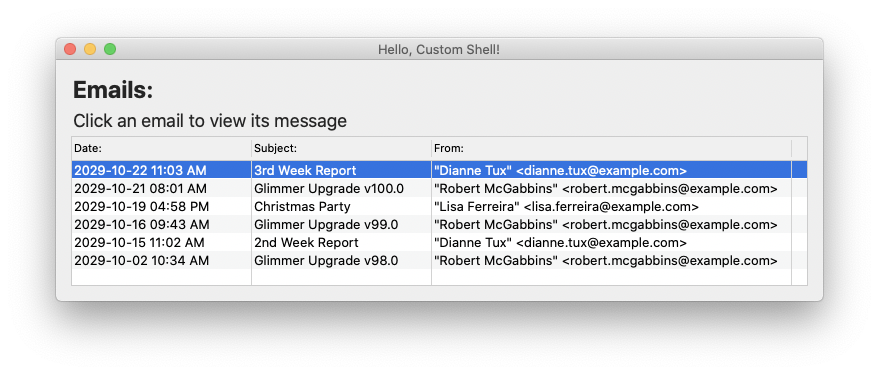 Hello, Custom Shell!
Emails:
Click an email to view its message
Date: Subject: From:
2029-10-22 11:03 AM 3rd Week Report "Dianne Tux" <dianne.tux@example.com>
2029-10-21 08:01 AM Glimmer Upgrade v100.0 "Robert McGabbins" <robert.mcgabbins@example.com>
2029-10-19 04:58 PM Christmas Party "Lisa Ferreira" <lisa.ferreira@example.com>
2029-10-16 09:43 AM Glimmer Upgrade v99.0 "Robert McGabbins" <robert.mcgabbins@example.com>
2029-10-15 11:02 AM 2nd Week Report "Dianne Tux" <dianne.tux@example.com>
2029-10-02 10:34 AM Glimmer Upgrade v98.0 "Robert McGabbins" <robert.mcgabbins@example.com>